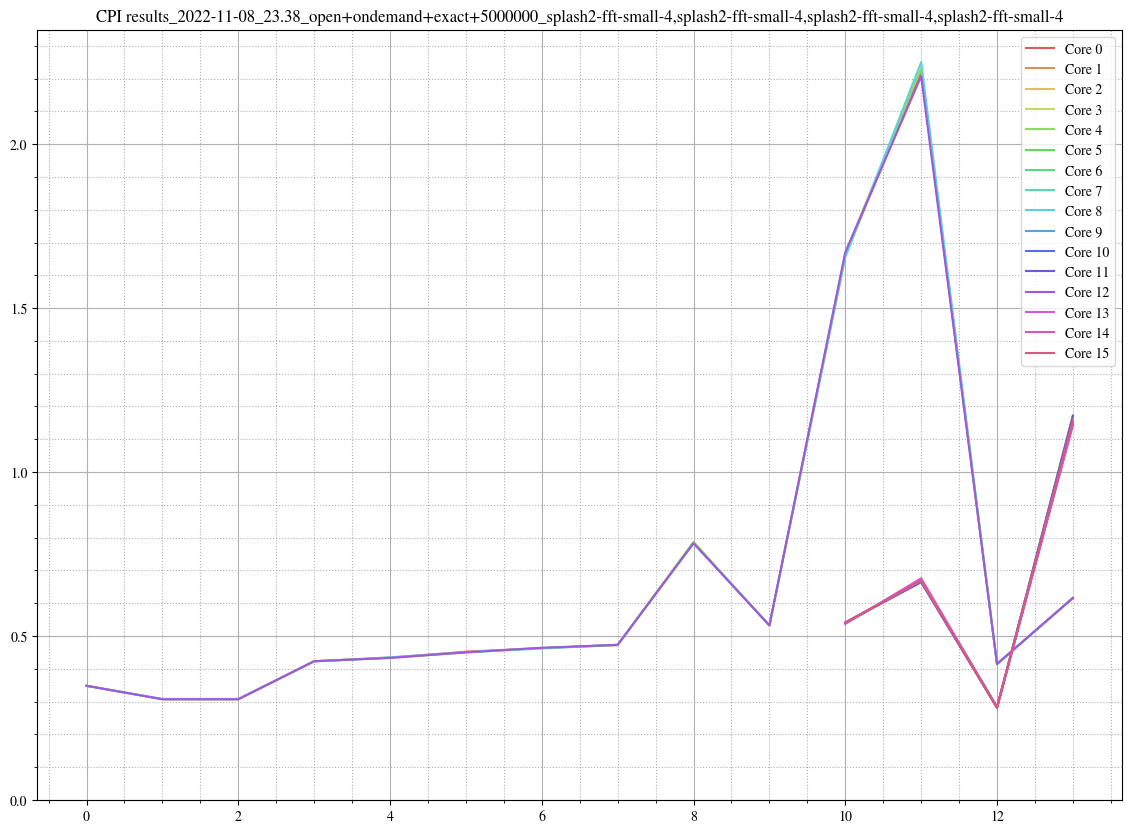 CPI results_2022-11-08_23.38_open+ondemand+exact+5000000_splash2-fft-small-4,splash2-fft-small-4,splash2-fft-small-4,splash2-fft-small-4
Core 0
Core 1
Core 2
Core 3
Core 4
Core 5
Core 6
Core 7
Core 8
Core 9
Core 10
Core 11
Core 12
Core 13
Core 14
Core 15
2.0
1.5
1.0
0.5
0.0
0 2 4 6 8 10 12